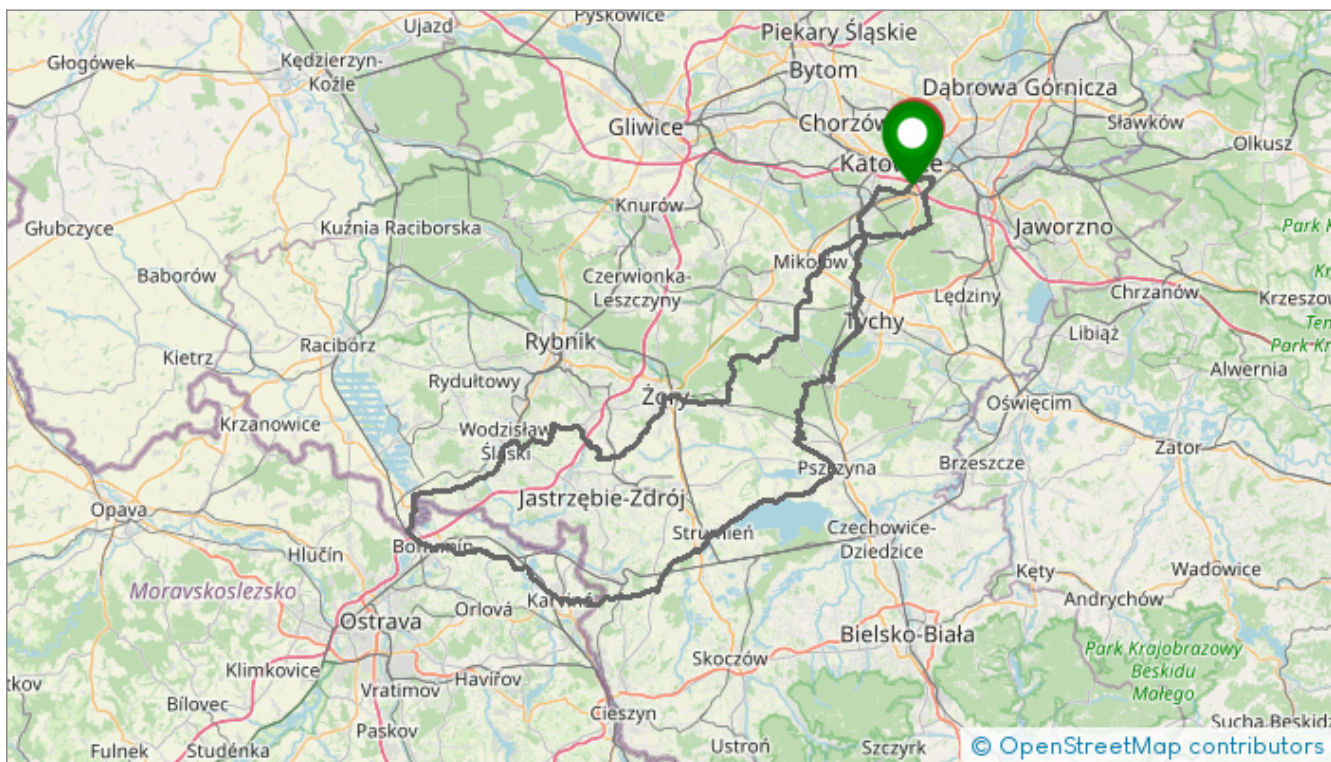 Pyskowice
Ujazd
Piekary Śląskie
Głogówek
Kędzierzyn-
Koźle
Bytom
Dąbrowa Górnicza
Gliwice
Chorzów
Sławków
Olkusz
Katowice
Knurów
Głubczyce
Kuźnia Raciborska
Jaworzno
Baborów
Czerwionka-
Leszczyny
Mikołów
Lędziny
Chrzanów
Tychy
Libiąż
Kietrz
Racibórz
Rybnik
Rydułtowy
Alwernia
Żory
Oświęcim
Krzanowice
Wodzisław
Śląski
Zator
Pszczyna
Brzeszcze
Jastrzębie-Zdrój
Opava
Strumień
Czechowice-
Dziedzice
Bohumín
Hlučín
Kęty
Wadowice
Moravskoslezsko
Karviná
Orlová
Andrychów
Ostrava
Bielsko-Biała
Park Krajobrazowy
Beskidu
Małego
Skoczów
Klimkovice
Havířov
Vratimov
Bílovec
Cieszyn
Paskov
Fulnek
Studénka
Ustroń
Szczyrk
Sucha Beskidz
© OpenStreetMap contributors